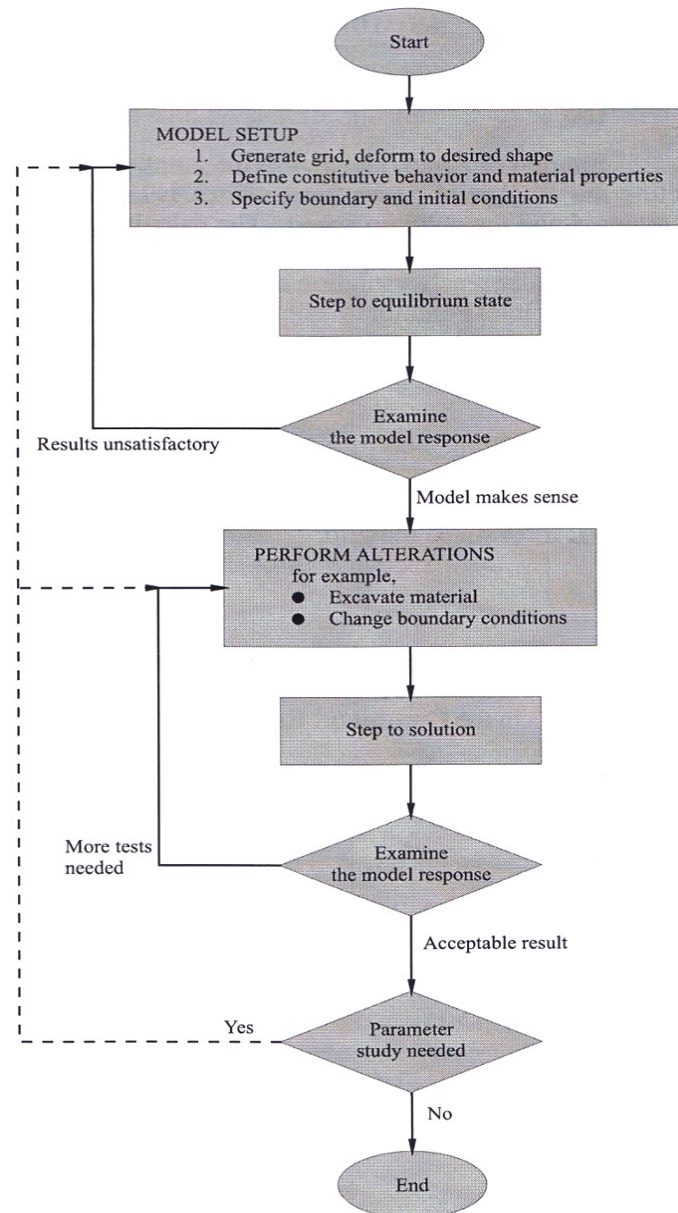 Start
MODEL SETUP
1. Generate grid, deform to desired shape
2. Define constitutive behavior and material properties
3. Specify boundary and initial conditions
Step to equilibrium state
Examine
the model response
Results unsatisfactory
Model makes sense
PERFORM ALTERATIONS
for example,
● Excavate material
● Change boundary conditions
Step to solution
More tests
needed
Examine
the model response
Acceptable result
Yes
Parameter
study needed
No
End